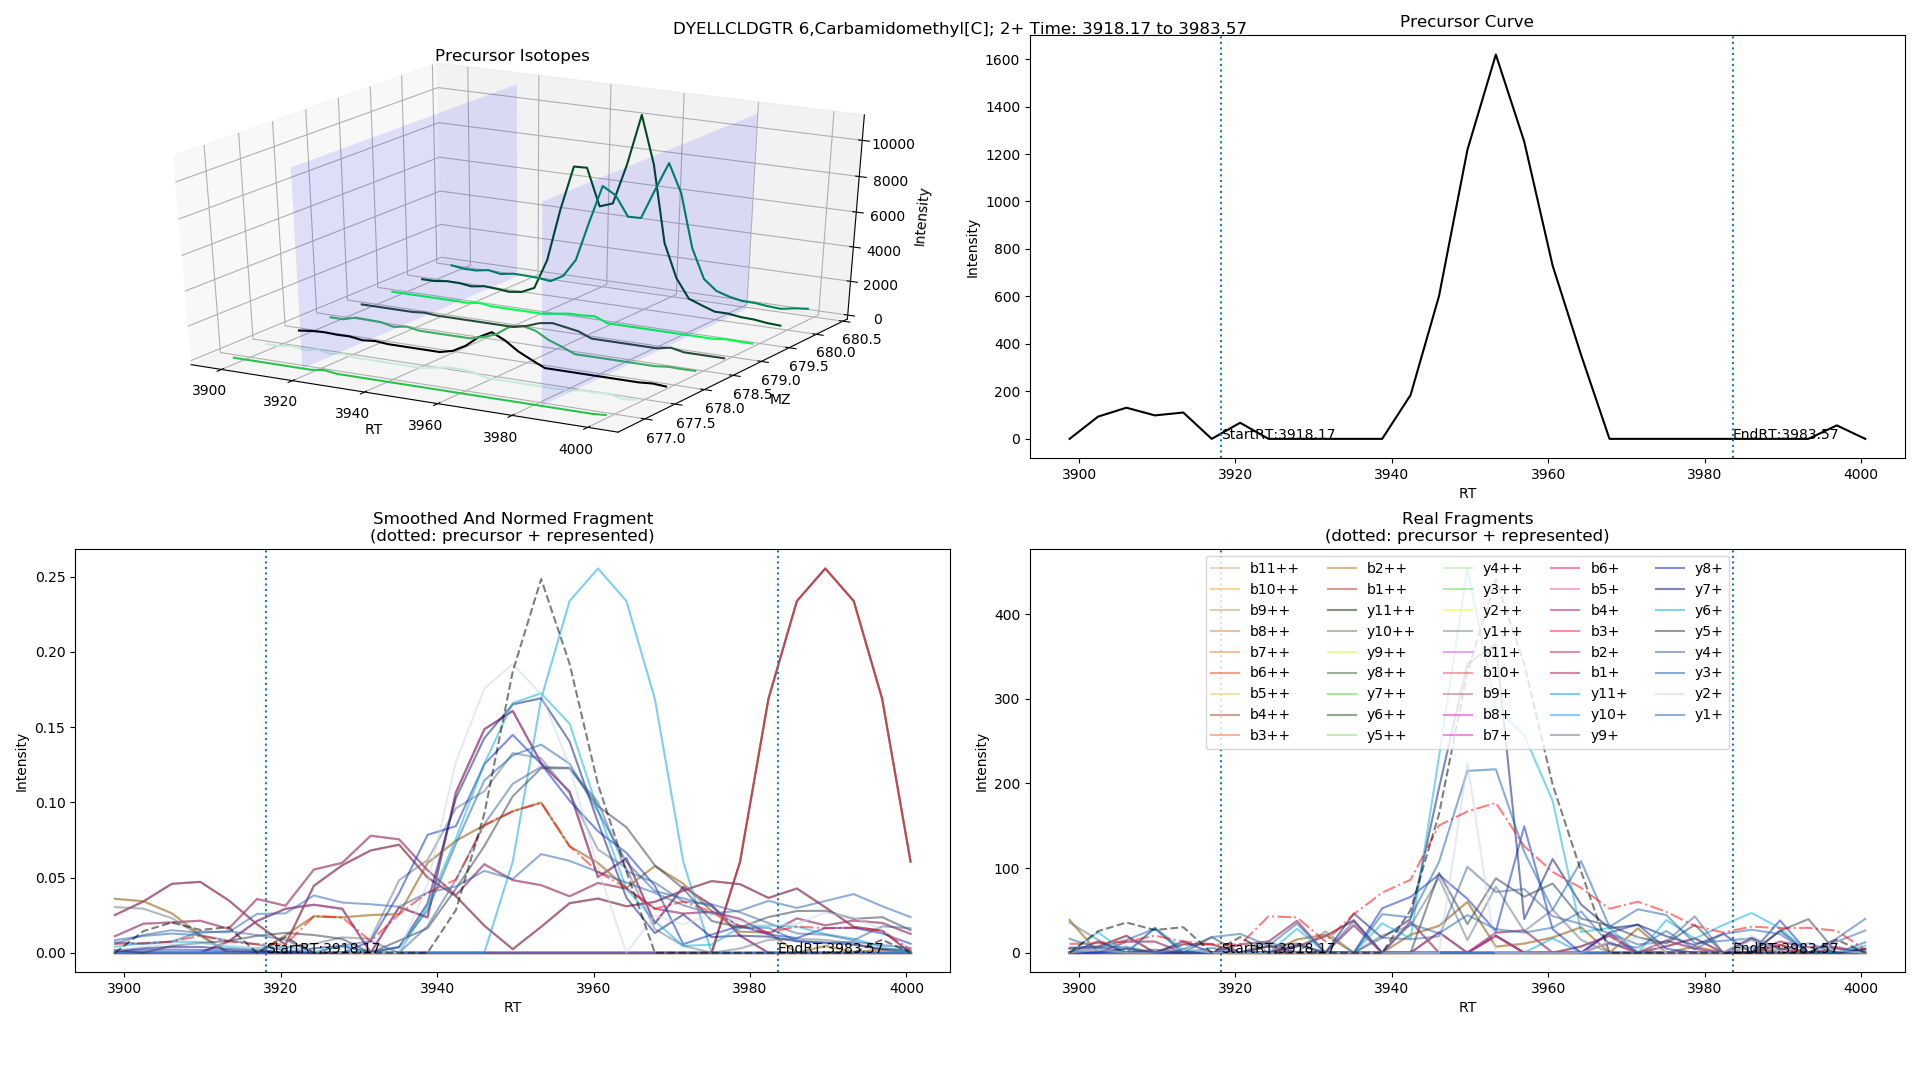 DYELLCLDGTR 6,Carbamidomethyl[C]; 2+ Time: 3918.17 to 3983.57
Precursor Isotopes
10000
8000
6000
4000
2000
0
Intensity
3900
3920
3940
3960
3980
4000
RT
677.0
677.5
678.0
678.5
679.0
679.5
680.0
680.5
MZ
Precursor Curve
1600
1400
1200
1000
800
600
400
200
0
Intensity
StartRT:3918.17
EndRT:3983.57
3900 3920 3940 3960 3980 4000
RT
Smoothed And Normed Fragment
(dotted: precursor + represented)
0.25
0.20
0.15
0.10
0.05
0.00
Intensity
StartRT:3918.17
EndRT:3983.57
3900 3920 3940 3960 3980 4000
RT
Real Fragments
(dotted: precursor + represented)
400
300
200
100
0
Intensity
b11++ b2++ y4++ b6+ y8+
b10++ b1++ y3++ b5+ y7+
b9++ y11++ y2++ b4+ y6+
b8++ y10++ y1++ b3+ y5+
b7++ y9++ b11+ b2+ y4+
b6++ y8++ b10+ b1+ y3+
b5++ y7++ b9+ y11+ y2+
b4++ y6++ b8+ y10+ y1+
b3++ y5++ b7+ y9+
StartRT:3918.17
EndRT:3983.57
3900 3920 3940 3960 3980 4000
RT